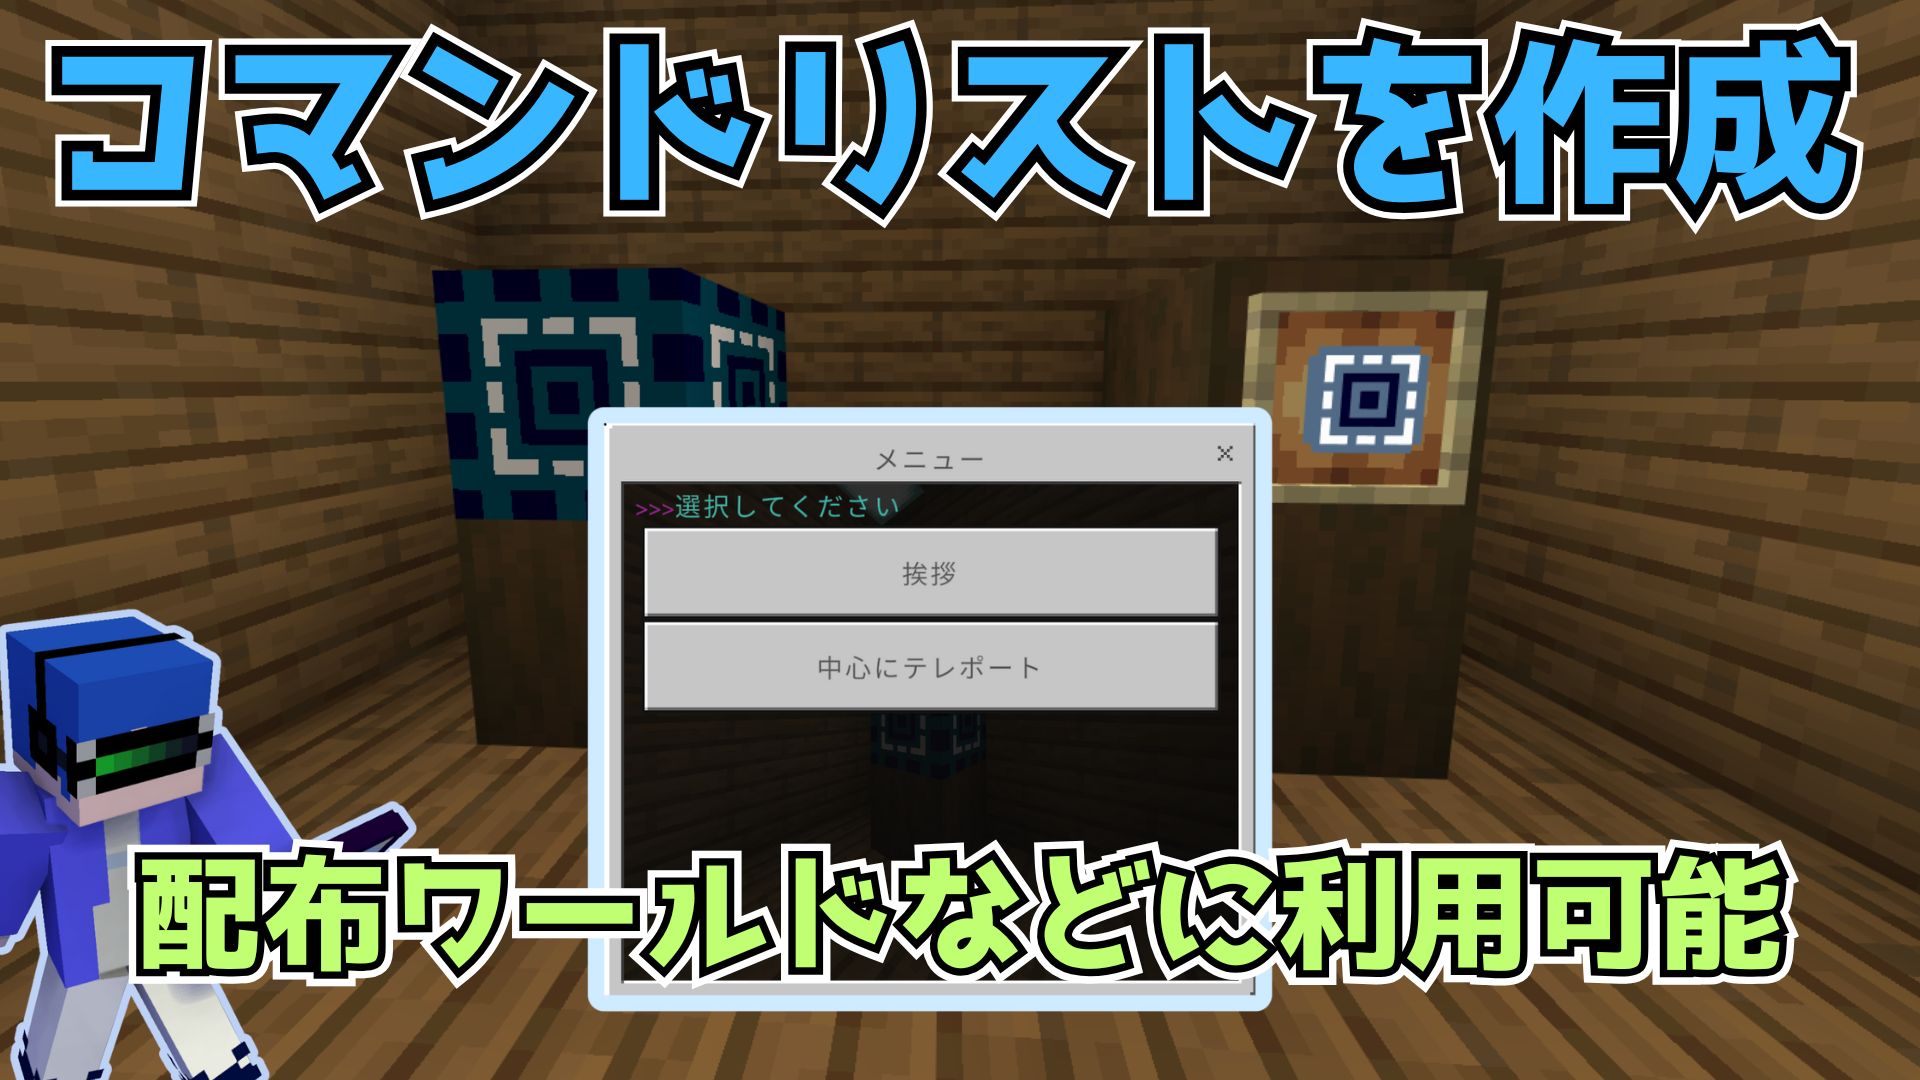 コマンドリストを作成
メニュー
>>>選択してください
挨拶
中心にテレポート
配布ワールドなどに利用可能